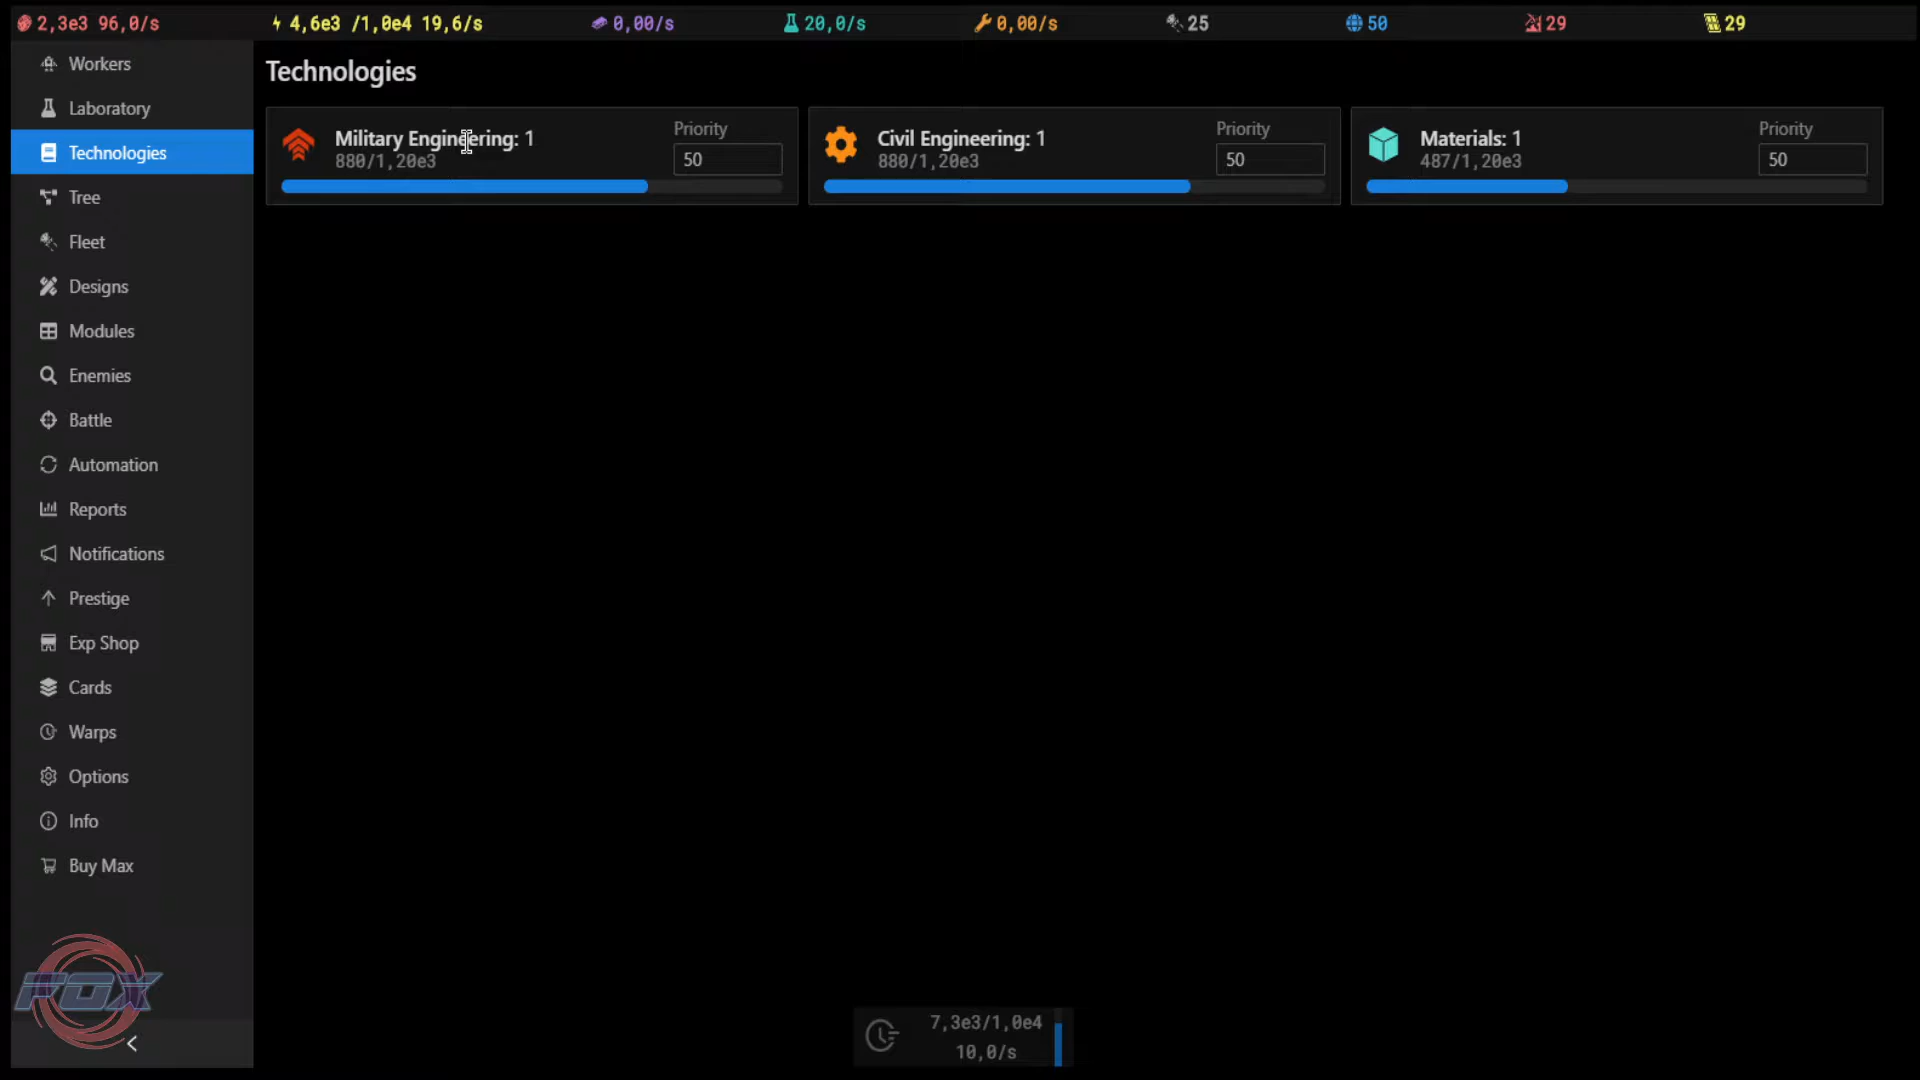 2,3e3 96,0/s 4,6e3 /1,0e4 19,6/s 0,00/s 20,0/s 0,00/s 25 50 29 29
Workers
Laboratory
Technologies
Tree
Fleet
Designs
Modules
Enemies
Battle
Automation
Reports
Notifications
Prestige
Exp Shop
Cards
Warps
Options
Info
Buy Max
FOX
Technologies
Military Engineering: 1
880/1,20e3
Priority
50
Civil Engineering: 1
880/1,20e3
Priority
50
Materials: 1
487/1,20e3
Priority
50
7,3e3/1,0e4
10,0/s